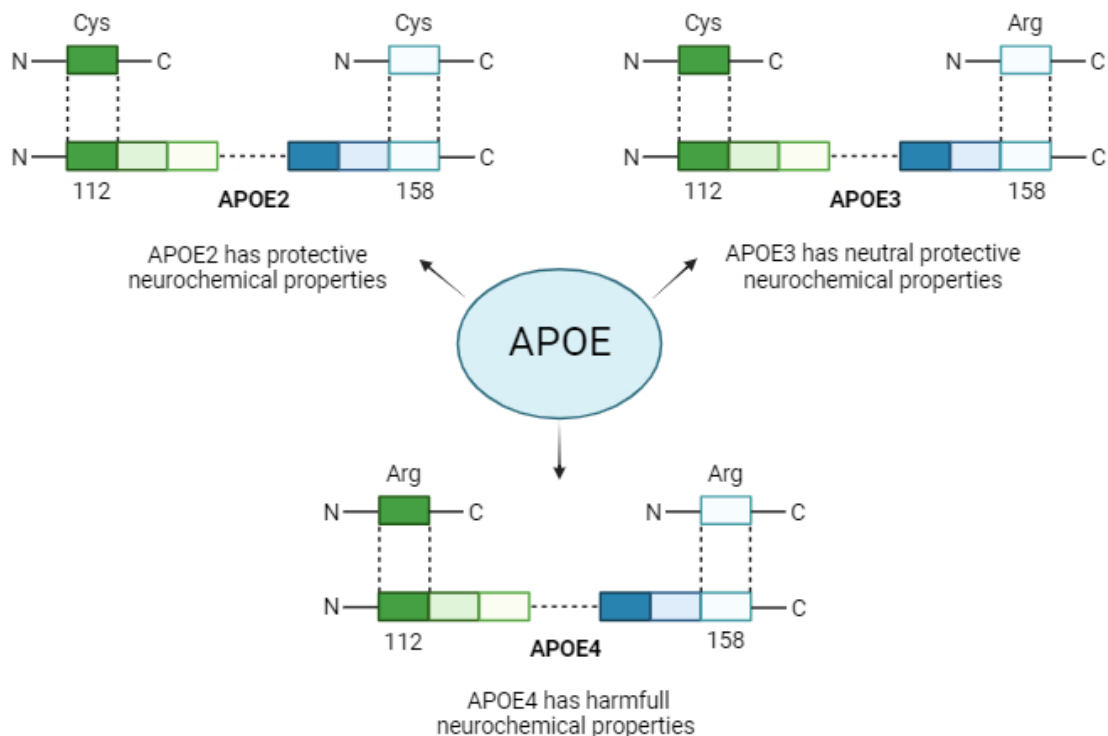 Cys
Cys
N C N C
N C
112
APOE2
158
APOE2 has protective
neurochemical properties
Cys
Arg
N C N C
N C
112
APOE3
158
APOE3 has neutral protective
neurochemical properties
APOE
Arg
Arg
N C N C
N C
112
APOE4
158
APOE4 has harmfull
neurochemical properties